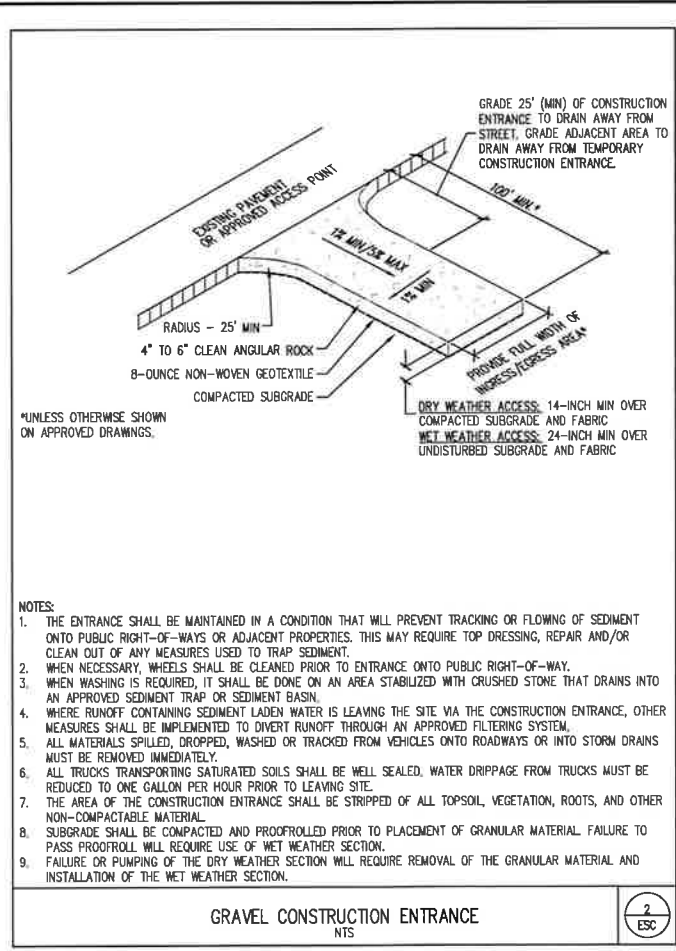 GRADE 25' (MIN) OF CONSTRUCTION
ENTRANCE TO DRAIN AWAY FROM
STREET. GRADE ADJACENT AREA TO
DRAIN AWAY FROM TEMPORARY
CONSTRUCTION ENTRANCE.
100' MIN.*
EXISTING PAVEMENT
OR APPROVED ACCESS POINT
1% MIN/5% MAX
1% MIN
RADIUS - 25' MIN
4" TO 6" CLEAN ANGULAR ROCK
8-OUNCE NON-WOVEN GEOTEXTILE
COMPACTED SUBGRADE
PROVIDE FULL WIDTH OF
INGRESS/EGRESS AREA*
*UNLESS OTHERWISE SHOWN
ON APPROVED DRAWINGS.
DRY WEATHER ACCESS: 14-INCH MIN OVER
COMPACTED SUBGRADE AND FABRIC
WET WEATHER ACCESS: 24-INCH MIN OVER
UNDISTURBED SUBGRADE AND FABRIC
NOTES:
1. THE ENTRANCE SHALL BE MAINTAINED IN A CONDITION THAT WILL PREVENT TRACKING OR FLOWING OF SEDIMENT
ONTO PUBLIC RIGHT-OF-WAYS OR ADJACENT PROPERTIES. THIS MAY REQUIRE TOP DRESSING, REPAIR AND/OR
CLEAN OUT OF ANY MEASURES USED TO TRAP SEDIMENT.
2. WHEN NECESSARY, WHEELS SHALL BE CLEANED PRIOR TO ENTRANCE ONTO PUBLIC RIGHT-OF-WAY.
3. WHEN WASHING IS REQUIRED, IT SHALL BE DONE ON AN AREA STABILIZED WITH CRUSHED STONE THAT DRAINS INTO
AN APPROVED SEDIMENT TRAP OR SEDIMENT BASIN.
4. WHERE RUNOFF CONTAINING SEDIMENT LADEN WATER IS LEAVING THE SITE VIA THE CONSTRUCTION ENTRANCE, OTHER
MEASURES SHALL BE IMPLEMENTED TO DIVERT RUNOFF THROUGH AN APPROVED FILTERING SYSTEM.
5. ALL MATERIALS SPILLED, DROPPED, WASHED OR TRACKED FROM VEHICLES ONTO ROADWAYS OR INTO STORM DRAINS
MUST BE REMOVED IMMEDIATELY.
6. ALL TRUCKS TRANSPORTING SATURATED SOILS SHALL BE WELL SEALED. WATER DRIPPAGE FROM TRUCKS MUST BE
REDUCED TO ONE GALLON PER HOUR PRIOR TO LEAVING SITE.
7. THE AREA OF THE CONSTRUCTION ENTRANCE SHALL BE STRIPPED OF ALL TOPSOIL, VEGETATION, ROOTS, AND OTHER
NON-COMPACTABLE MATERIAL.
8. SUBGRADE SHALL BE COMPACTED AND PROOFROLLED PRIOR TO PLACEMENT OF GRANULAR MATERIAL. FAILURE TO
PASS PROOFROLL WILL REQUIRE USE OF WET WEATHER SECTION.
9. FAILURE OR PUMPING OF THE DRY WEATHER SECTION WILL REQUIRE REMOVAL OF THE GRANULAR MATERIAL AND
INSTALLATION OF THE WET WEATHER SECTION.
GRAVEL CONSTRUCTION ENTRANCE
NTS
2
ESC